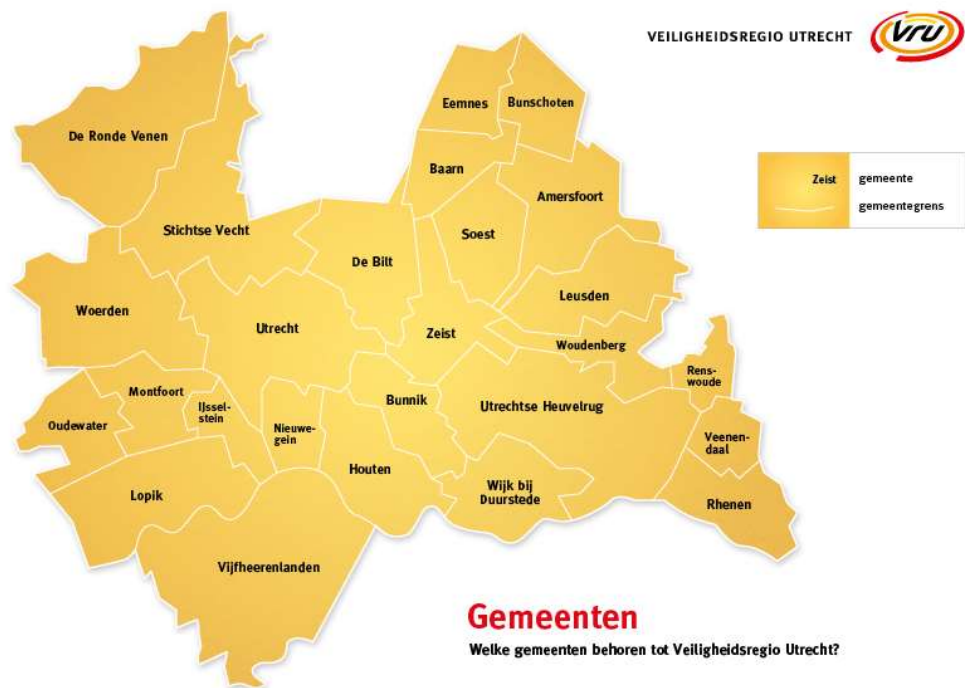 VEILIGHEIDSREGIO UTRECHT
vru
Eemnes
Bunschoten
De Ronde Venen
Baarn
Amersfoort
Zeist
gemeente
gemeentegrens
Stichtse Vecht
Soest
De Bilt
Leusden
Woerden
Utrecht
Zeist
Woudenberg
Rens-
woude
Montfoort
IJssel-
stein
Bunnik
Utrechtse Heuvelrug
Oudewater
Nieuwe-
gein
Veenen-
daal
Houten
Lopik
Wijk bij
Duurstede
Rhenen
Vijfheerenlanden
Gemeenten
Welke gemeenten behoren tot Veiligheidsregio Utrecht?